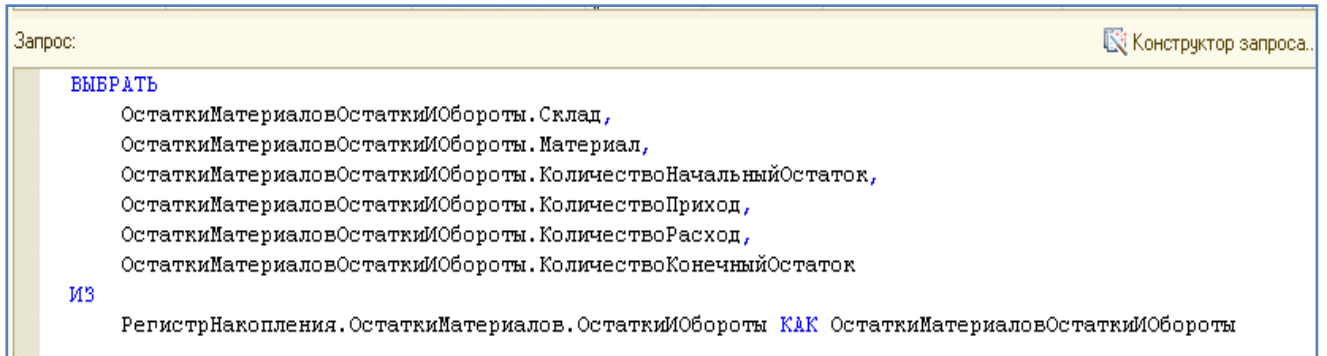 Запрос:
Конструктор запроса...
ВЫБРАТЬ
ОстаткиМатериаловОстаткиИОбороты.Склад,
ОстаткиМатериаловОстаткиИОбороты.Материал,
ОстаткиМатериаловОстаткиИОбороты.КоличествоНачальныйОстаток,
ОстаткиМатериаловОстаткиИОбороты.КоличествоПриход,
ОстаткиМатериаловОстаткиИОбороты.КоличествоРасход,
ОстаткиМатериаловОстаткиИОбороты.КоличествоКонечныйОстаток
ИЗ
РегистрНакопления.ОстаткиМатериалов.ОстаткиИОбороты КАК ОстаткиМатериаловОстаткиИОбороты